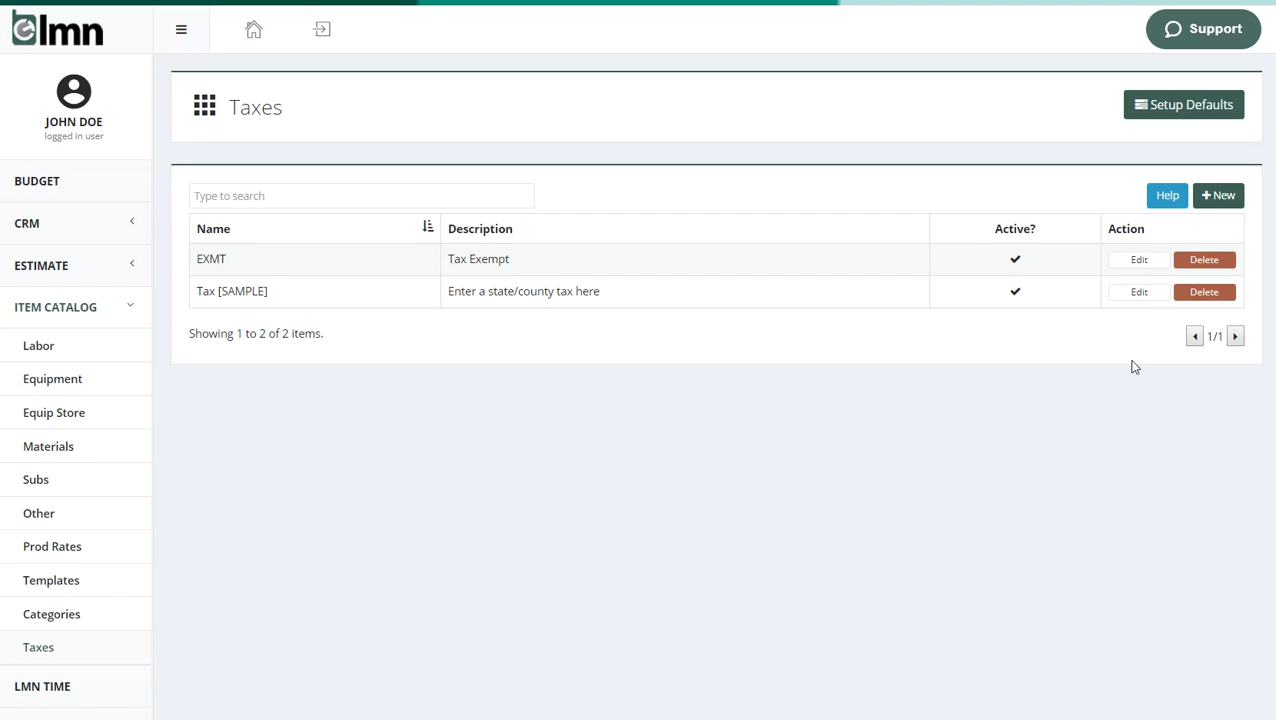 elmn
Support
JOHN DOE
logged in user
BUDGET
CRM
ESTIMATE
ITEM CATALOG
Labor
Equipment
Equip Store
Materials
Subs
Other
Prod Rates
Templates
Categories
Taxes
LMN TIME
Taxes
Setup Defaults
Type to search
Help
+ New
Name Description Active? Action
EXMT Tax Exempt ✔ Edit Delete
Tax [SAMPLE] Enter a state/county tax here ✔ Edit Delete
Showing 1 to 2 of 2 items.
1/1